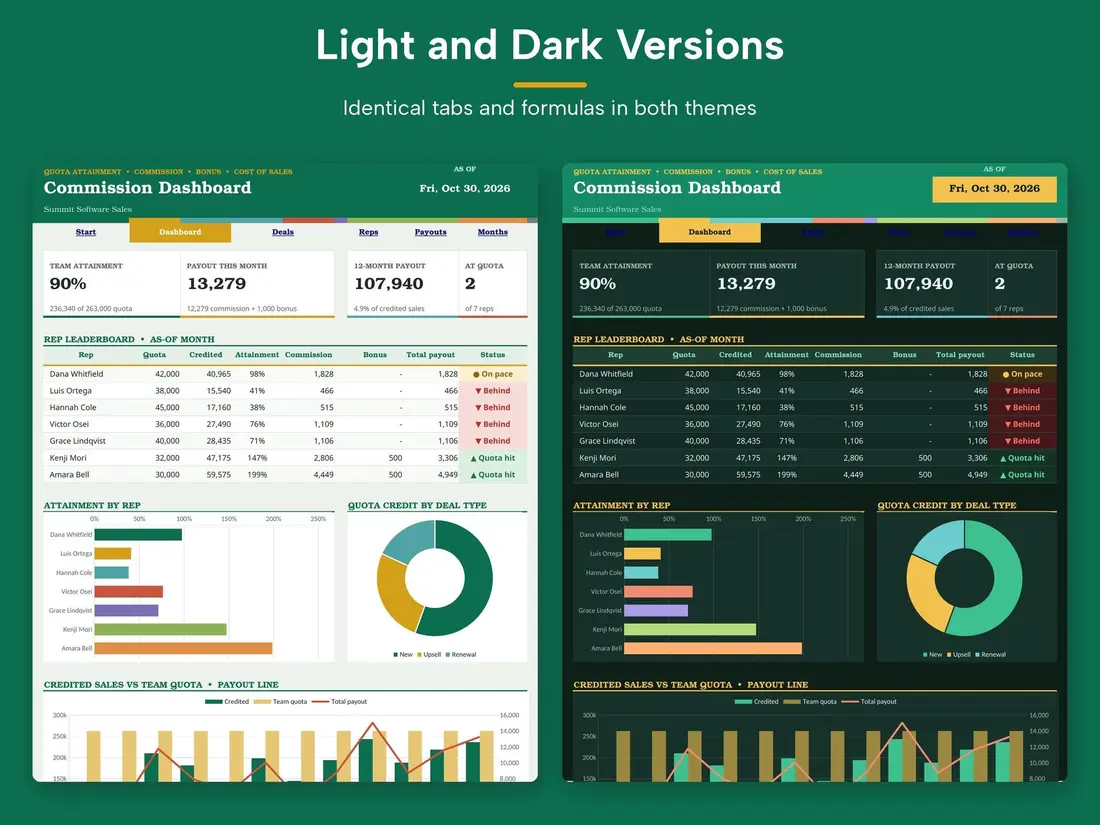 Light and Dark Versions
Identical tabs and formulas in both themes
QUOTA ATTAINMENT • COMMISSION • BONUS • COST OF SALES
AS OF
Commission Dashboard
Fri, Oct 30, 2026
Summit Software Sales
Start Dashboard Deals Reps Payouts Months
TEAM ATTAINMENT PAYOUT THIS MONTH 12-MONTH PAYOUT AT QUOTA
90% 13,279 107,940 2
236,340 of 263,000 quota 12,279 commission + 1,000 bonus 4.9% of credited sales of 7 reps
REP LEADERBOARD • AS-OF MONTH
Rep Quota Credited Attainment Commission Bonus Total payout Status
Dana Whitfield 42,000 40,965 98% 1,828 - 1,828 ● On pace
Luis Ortega 38,000 15,540 41% 466 - 466 ▼ Behind
Hannah Cole 45,000 17,160 38% 515 - 515 ▼ Behind
Victor Osei 36,000 27,490 76% 1,109 - 1,109 ▼ Behind
Grace Lindqvist 40,000 28,435 71% 1,106 - 1,106 ▼ Behind
Kenji Mori 32,000 47,175 147% 2,806 500 3,306 ▲ Quota hit
Amara Bell 30,000 59,575 199% 4,449 500 4,949 ▲ Quota hit
ATTAINMENT BY REP QUOTA CREDIT BY DEAL TYPE
0% 50% 100% 150% 200% 250%
Dana Whitfield
Luis Ortega
Hannah Cole
Victor Osei
Grace Lindqvist
Kenji Mori
Amara Bell
New Upsell Renewal
CREDITED SALES VS TEAM QUOTA • PAYOUT LINE
Credited Team quota Total payout
300k 16,000
250k 14,000
12,000
200k 10,000
150k 8,000
QUOTA ATTAINMENT • COMMISSION • BONUS • COST OF SALES
AS OF
Commission Dashboard
Fri, Oct 30, 2026
Summit Software Sales
Dashboard
TEAM ATTAINMENT PAYOUT THIS MONTH 12-MONTH PAYOUT AT QUOTA
90% 13,279 107,940 2
236,340 of 263,000 quota 12,279 commission + 1,000 bonus 4.9% of credited sales of 7 reps
REP LEADERBOARD • AS-OF MONTH
Rep Quota Credited Attainment Commission Bonus Total payout Status
Dana Whitfield 42,000 40,965 98% 1,828 - 1,828 ● On pace
Luis Ortega 38,000 15,540 41% 466 - 466 ▼ Behind
Hannah Cole 45,000 17,160 38% 515 - 515 ▼ Behind
Victor Osei 36,000 27,490 76% 1,109 - 1,109 ▼ Behind
Grace Lindqvist 40,000 28,435 71% 1,106 - 1,106 ▼ Behind
Kenji Mori 32,000 47,175 147% 2,806 500 3,306 ▲ Quota hit
Amara Bell 30,000 59,575 199% 4,449 500 4,949 ▲ Quota hit
ATTAINMENT BY REP QUOTA CREDIT BY DEAL TYPE
0% 50% 100% 150% 200% 250%
Dana Whitfield
Luis Ortega
Hannah Cole
Victor Osei
Grace Lindqvist
Kenji Mori
Amara Bell
New Upsell Renewal
CREDITED SALES VS TEAM QUOTA • PAYOUT LINE
Credited Team quota Total payout
300k 16,000
250k 14,000
12,000
200k 10,000
150k 8,000